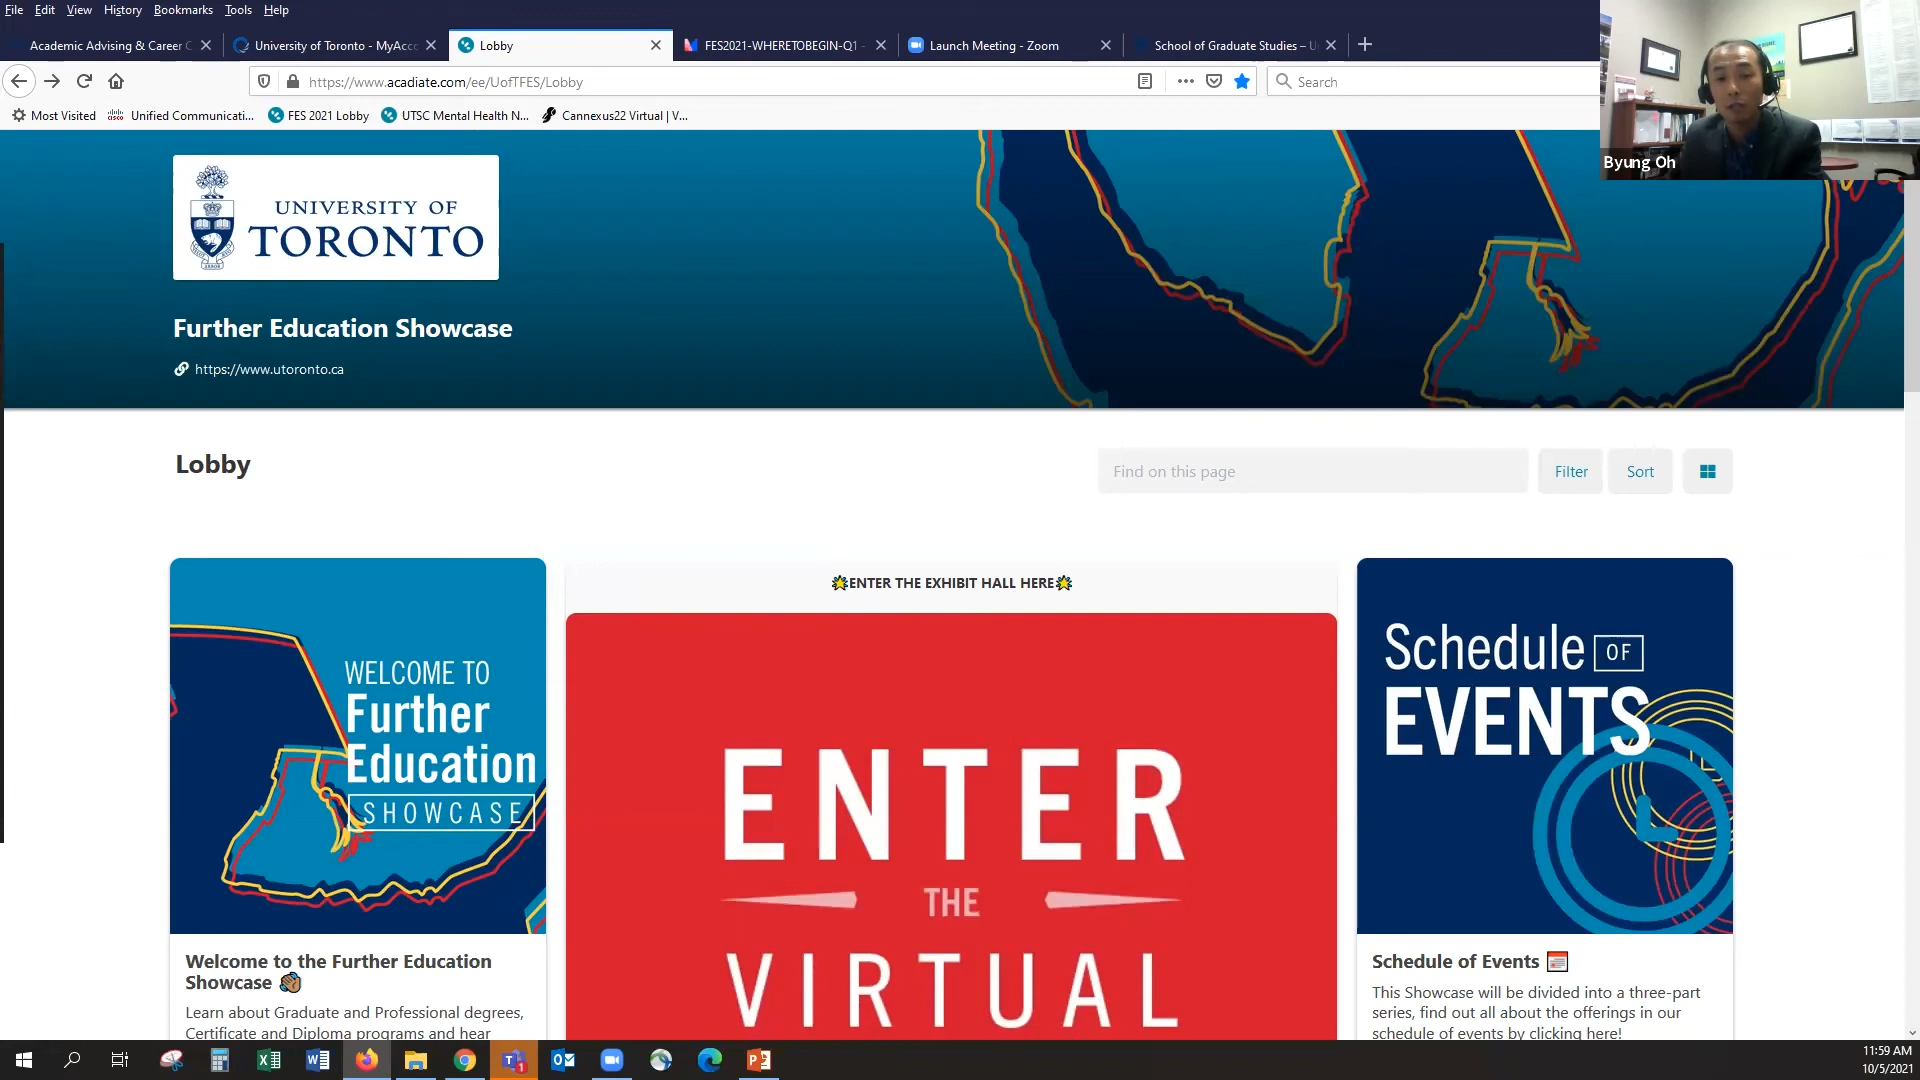 File Edit View History Bookmarks Tools Help
Academic Advising & Career C
University of Toronto - MyAcco
Lobby
FES2021-WHERETOBEGIN-Q1 -
Launch Meeting - Zoom
School of Graduate Studies – U
https://www.acadiate.com/ee/UofTFES/Lobby
Search
Most Visited
Unified Communicati...
FES 2021 Lobby
UTSC Mental Health N...
Cannexus22 Virtual | V...
Byung Oh
UNIVERSITY OF
TORONTO
Further Education Showcase
https://www.utoronto.ca
Lobby
Find on this page
Filter
Sort
WELCOME TO
Further
Education
SHOWCASE
Welcome to the Further Education
Showcase
Learn about Graduate and Professional degrees,
Certificate and Diploma programs and hear
ENTER THE EXHIBIT HALL HERE
ENTER
THE
VIRTUAL
Schedule OF
EVENTS
Schedule of Events
This Showcase will be divided into a three-part
series, find out all about the offerings in our
schedule of events by clicking here!
11:59 AM
10/5/2021